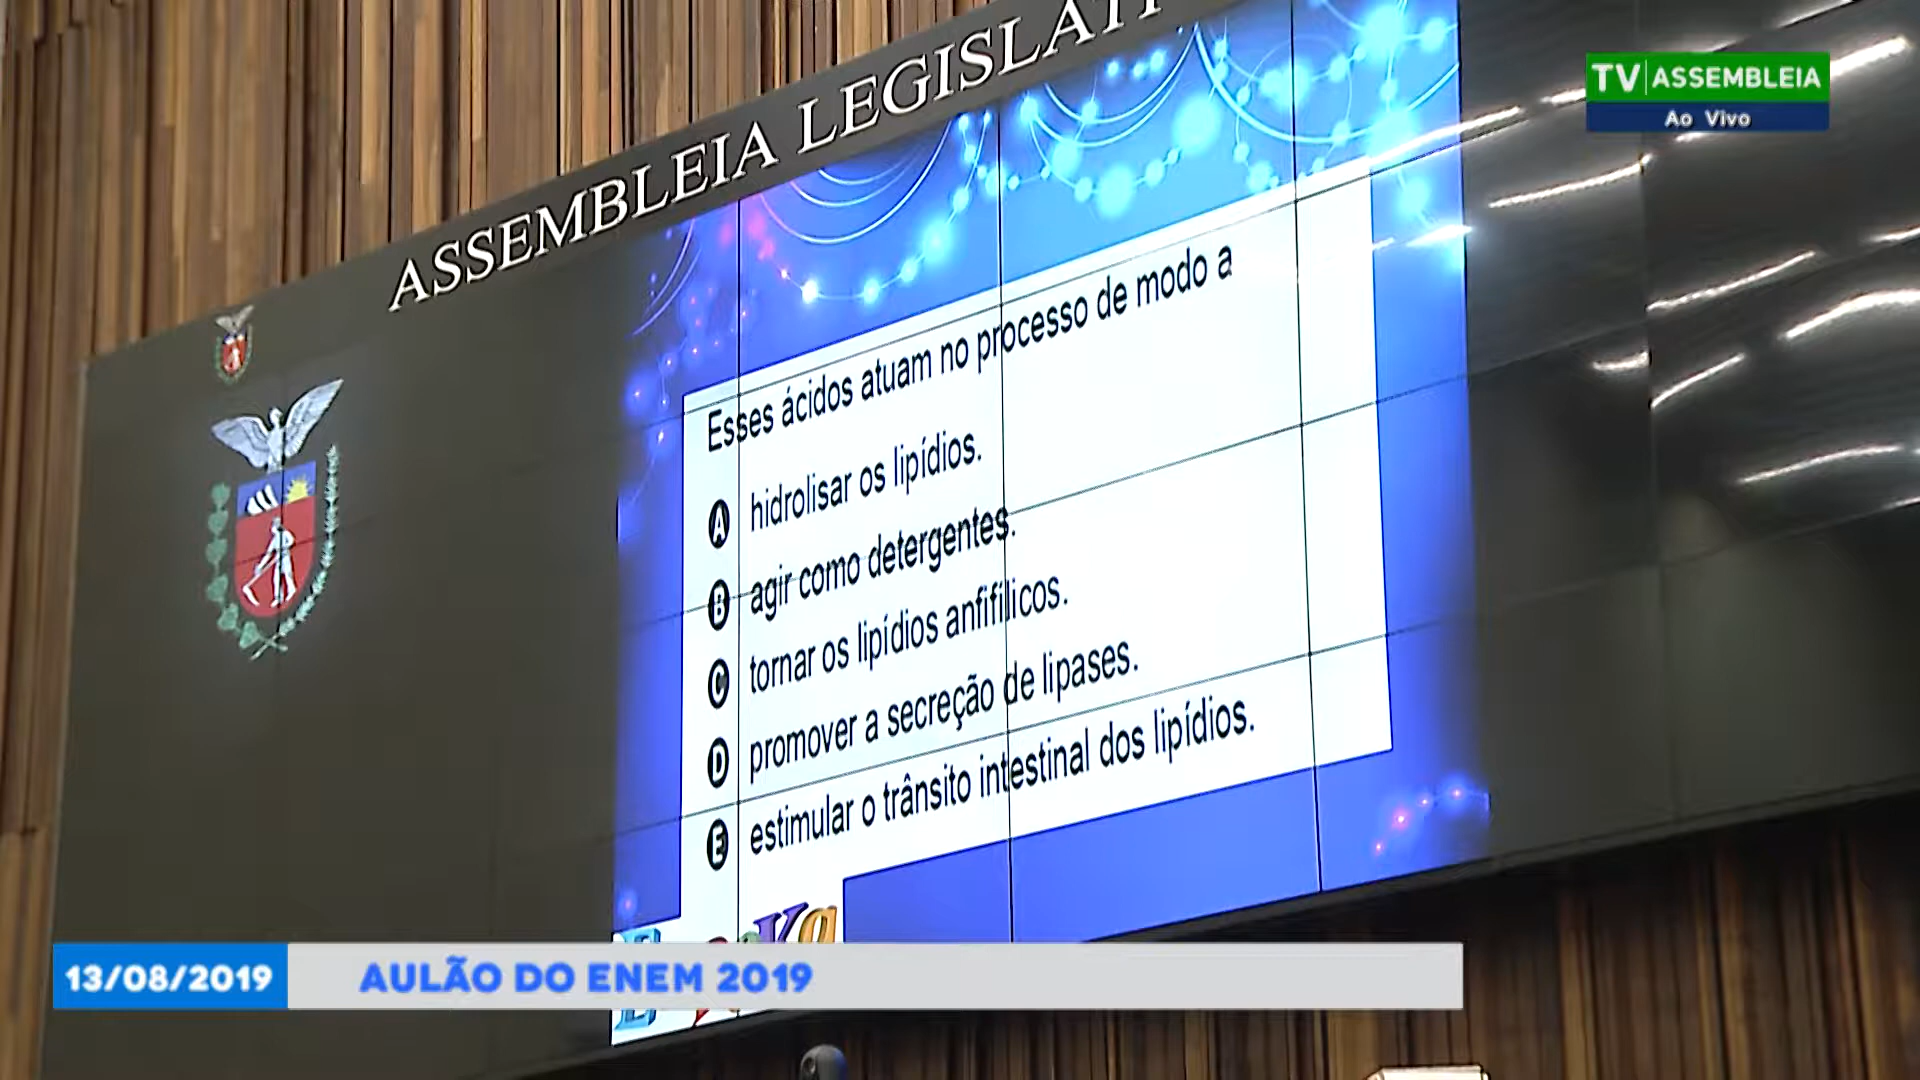 ASSEMBLEIA
TV ASSEMBLEIA
Ao Vivo
Esses ácidos atuam no processo de modo a
A hidrolisar os lipídios.
B agir como detergentes.
C tornar os lipídios anfifílicos.
D promover a secreção de lipases.
E estimular o trânsito intestinal dos lipídios.
13/08/2019 AULÃO DO ENEM 2019